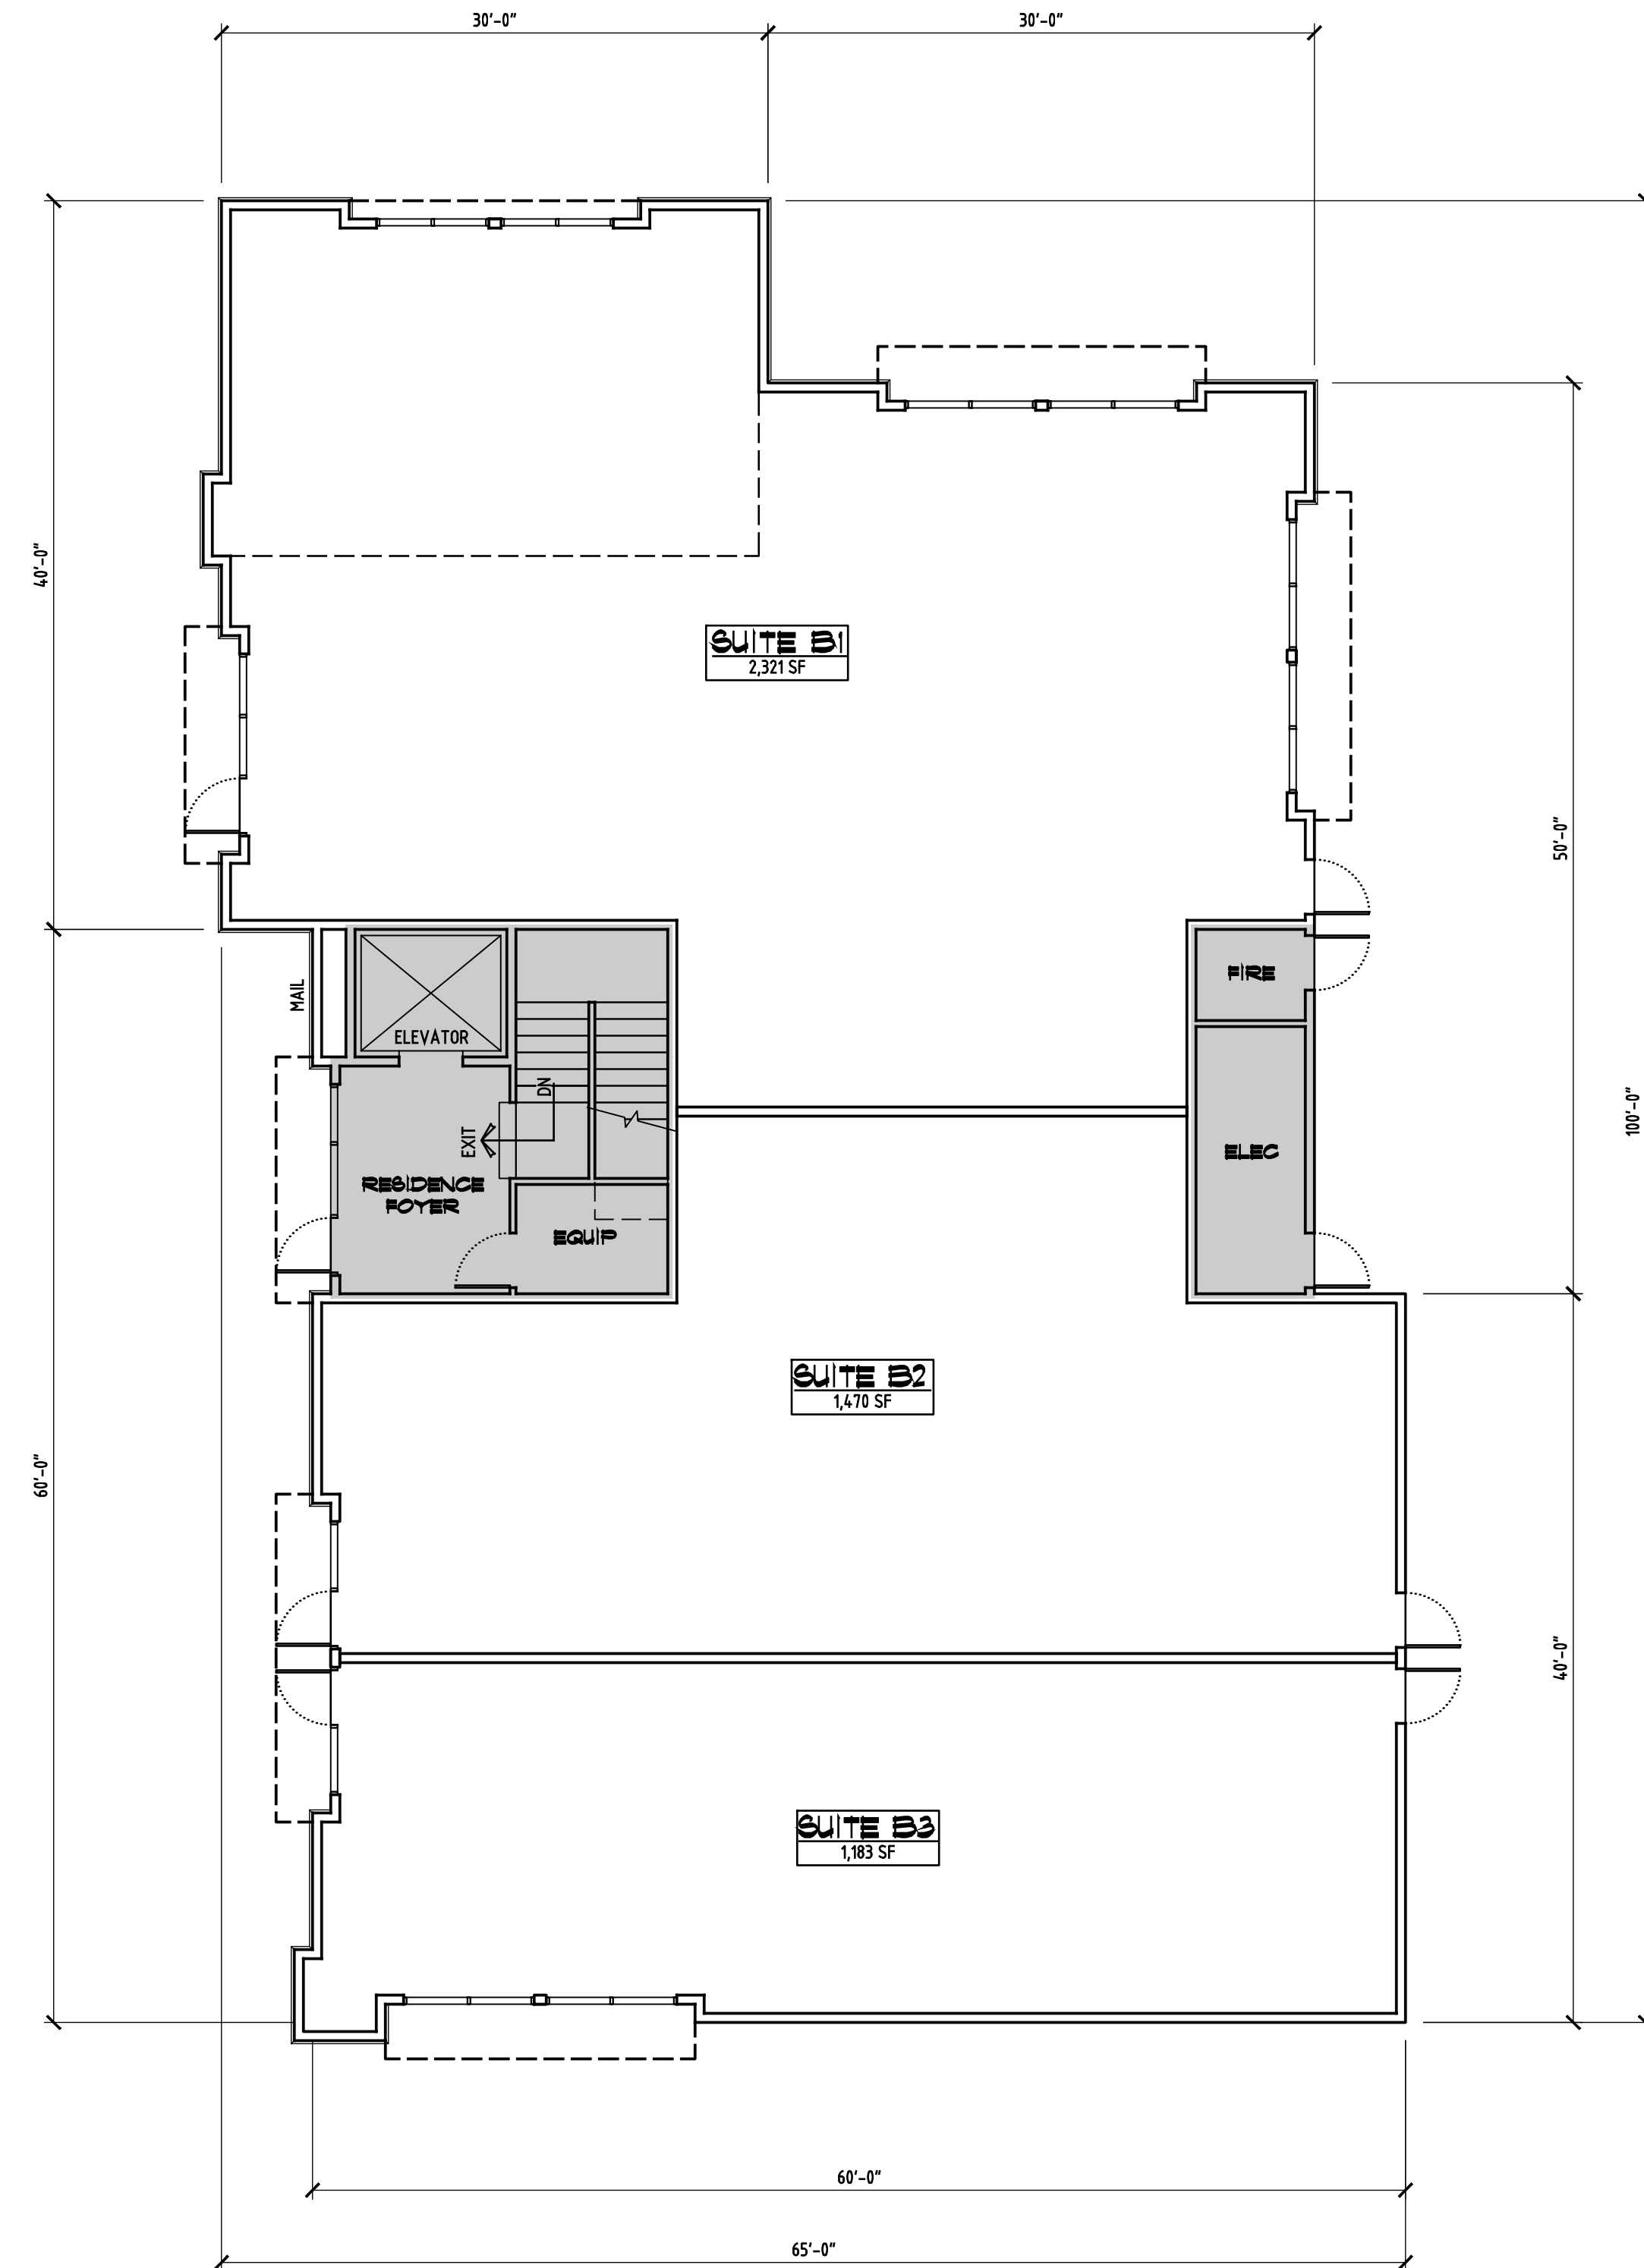 30'-0"
30'-0"
40'-0"
SUITE B1
2,321 SF
50'-0"
FIRE
MAIL
ELEVATOR
DN
100'-0"
EXIT
ELEC
RESIDENCE
FOYER
EQUIP
SUITE B2
1,470 SF
60'-0"
40'-0"
SUITE B3
1,183 SF
60'-0"
65'-0"